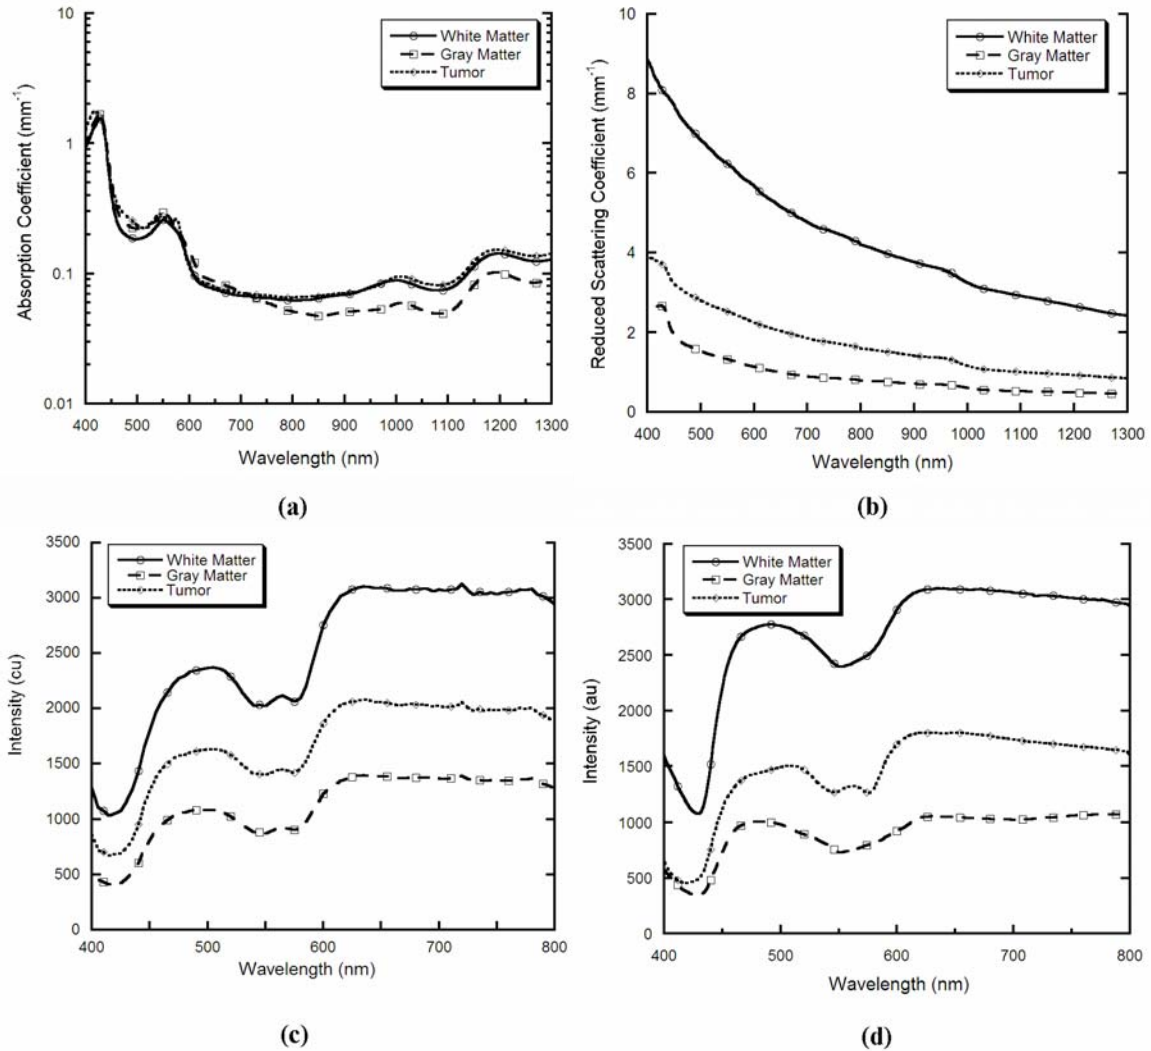 White Matter
Gray Matter
Tumor
Absorption Coefficient (mm⁻¹)
10
1
0.1
0.01
400 500 600 700 800 900 1000 1100 1200 1300
Wavelength (nm)
(a)
White Matter
Gray Matter
Tumor
Reduced Scattering Coefficient (mm⁻¹)
10
8
6
4
2
0
400 500 600 700 800 900 1000 1100 1200 1300
Wavelength (nm)
(b)
White Matter
Gray Matter
Tumor
Intensity (cu)
3500
3000
2500
2000
1500
1000
500
0
400 500 600 700 800
Wavelength (nm)
(c)
White Matter
Gray Matter
Tumor
Intensity (au)
3500
3000
2500
2000
1500
1000
500
0
400 500 600 700 800
Wavelength (nm)
(d)